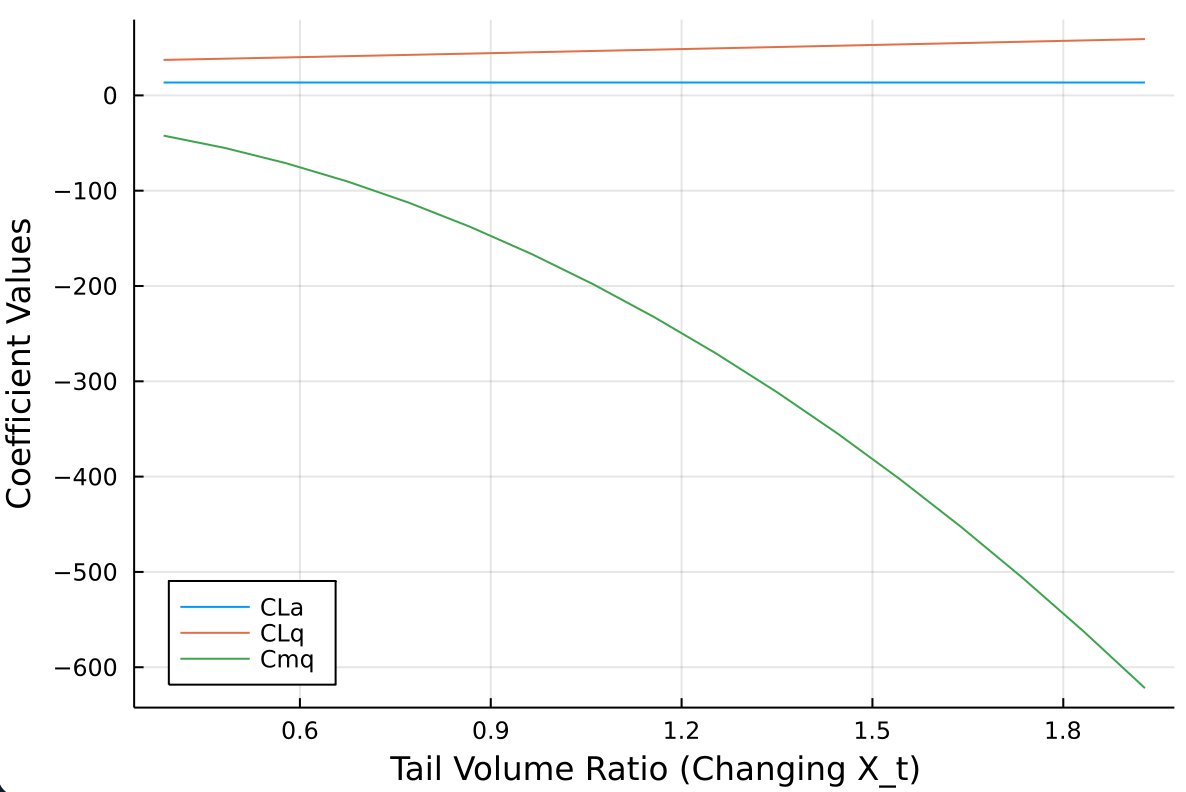 Coefficient Values
0
−100
−200
−300
−400
−500
−600
CLa
CLq
Cmq
0.6 0.9 1.2 1.5 1.8
Tail Volume Ratio (Changing X_t)